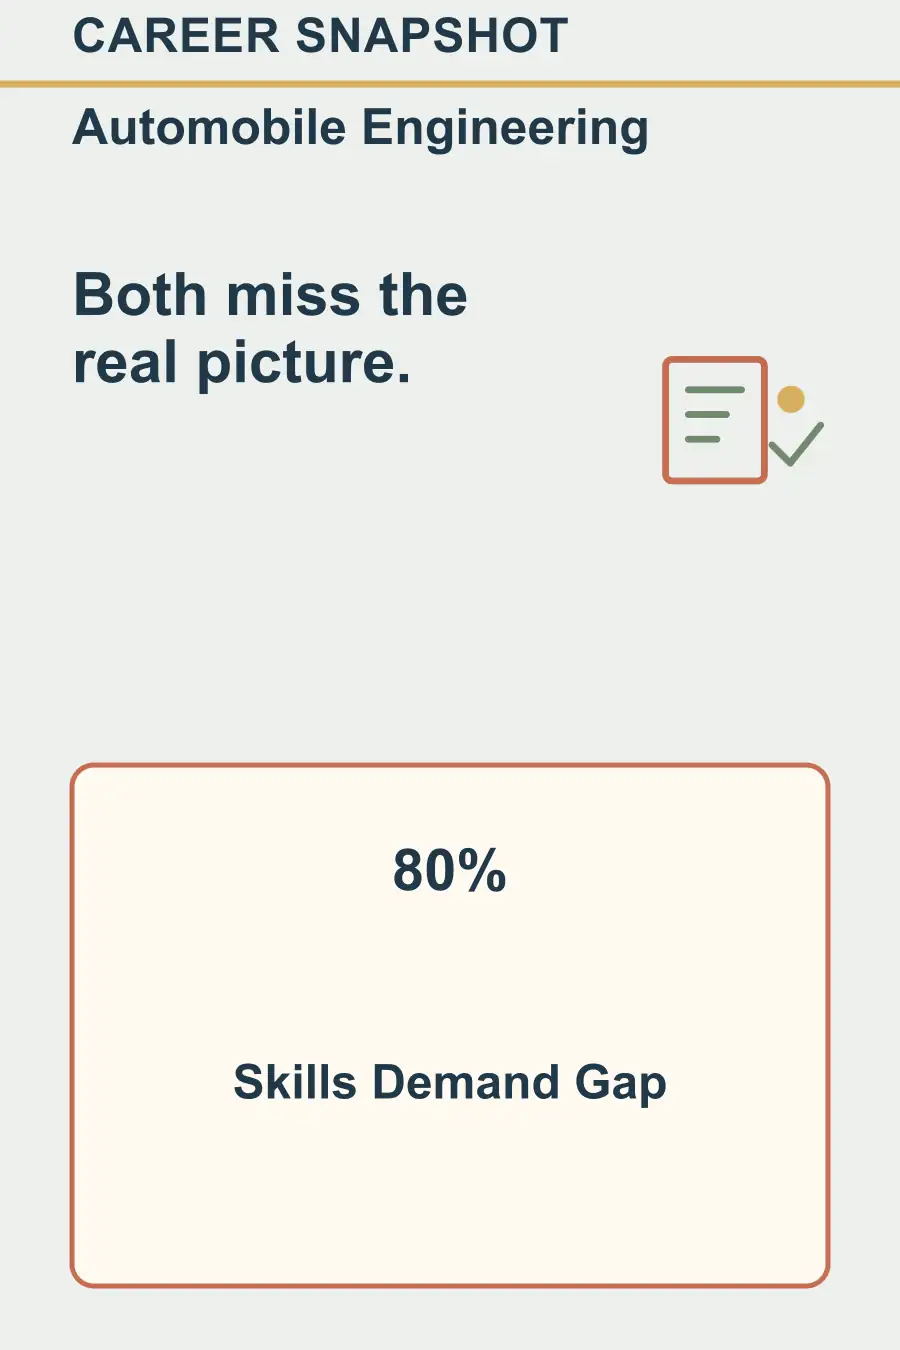 CAREER SNAPSHOT
Automobile Engineering
Both miss the
real picture.
80%
Skills Demand Gap